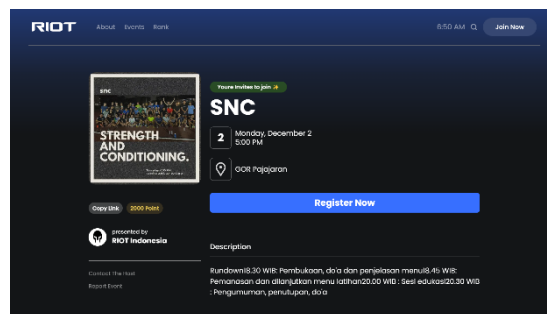 RIOT
About Events Rank
6:50 AM
Join Now
snc
STRENGTH
AND
CONDITIONING.
Youre invites to join
SNC
2
Monday, December 2
5:00 PM
GOR Pajajaran
Copy Link
2000 Point
Register Now
presented by
RIOT Indonesia
Contact The Host
Report Event
Description
Rundown18.30 WIB: Pembukaan, do'a dan penjelasan menu18.45 WIB:
Pemanasan dan dilanjutkan menu latihan20.00 WIB : Sesi edukasi20.30 WIB
: Pengumuman, penutupan, do'a